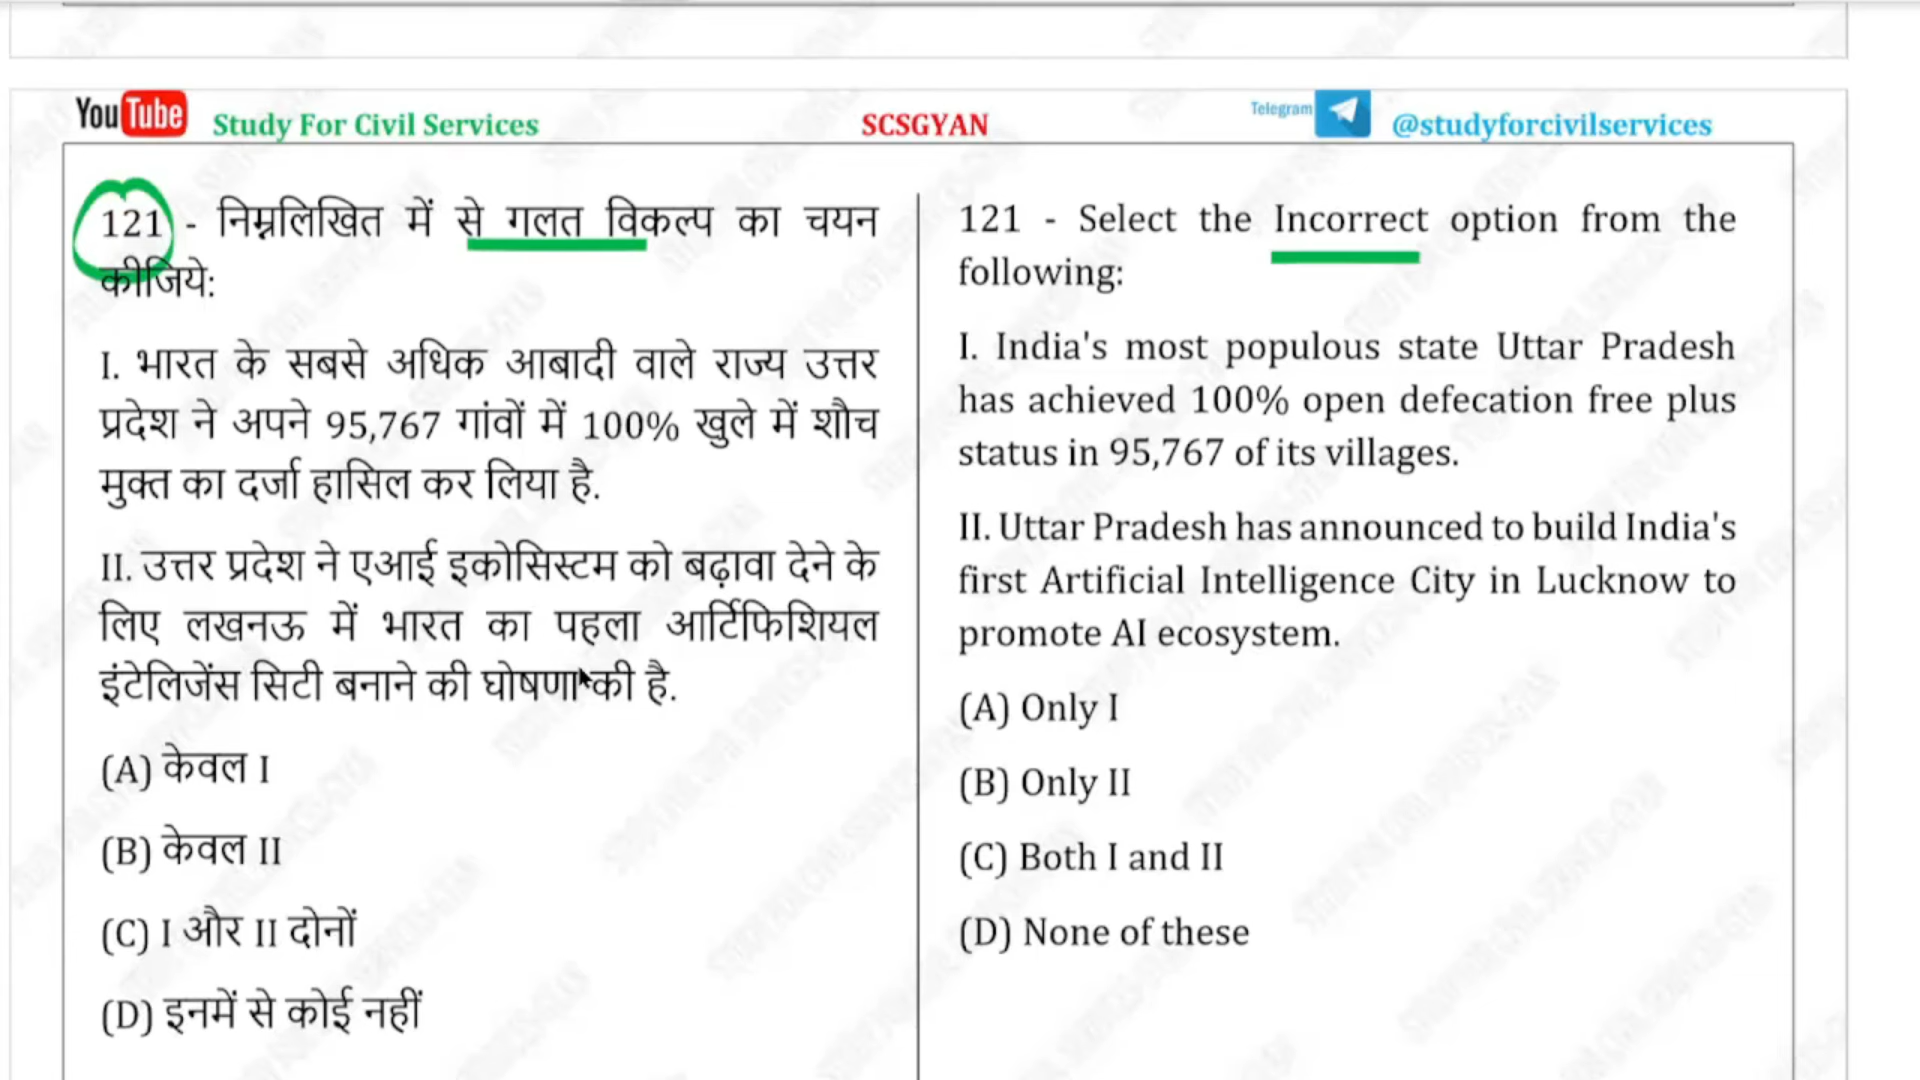 YouTube Study For Civil Services SCSGYAN Telegram @studyforcivilservices
121 - निम्नलिखित में से गलत विकल्प का चयन
कीजिये:
I. भारत के सबसे अधिक आबादी वाले राज्य उत्तर
प्रदेश ने अपने 95,767 गांवों में 100% खुले में शौच
मुक्त का दर्जा हासिल कर लिया है.
II. उत्तर प्रदेश ने एआई इकोसिस्टम को बढ़ावा देने के
लिए लखनऊ में भारत का पहला आर्टिफिशियल
इंटेलिजेंस सिटी बनाने की घोषणा की है.
(A) केवल I
(B) केवल II
(C) I और II दोनों
(D) इनमें से कोई नहीं
121 - Select the Incorrect option from the
following:
I. India's most populous state Uttar Pradesh
has achieved 100% open defecation free plus
status in 95,767 of its villages.
II. Uttar Pradesh has announced to build India's
first Artificial Intelligence City in Lucknow to
promote AI ecosystem.
(A) Only I
(B) Only II
(C) Both I and II
(D) None of these